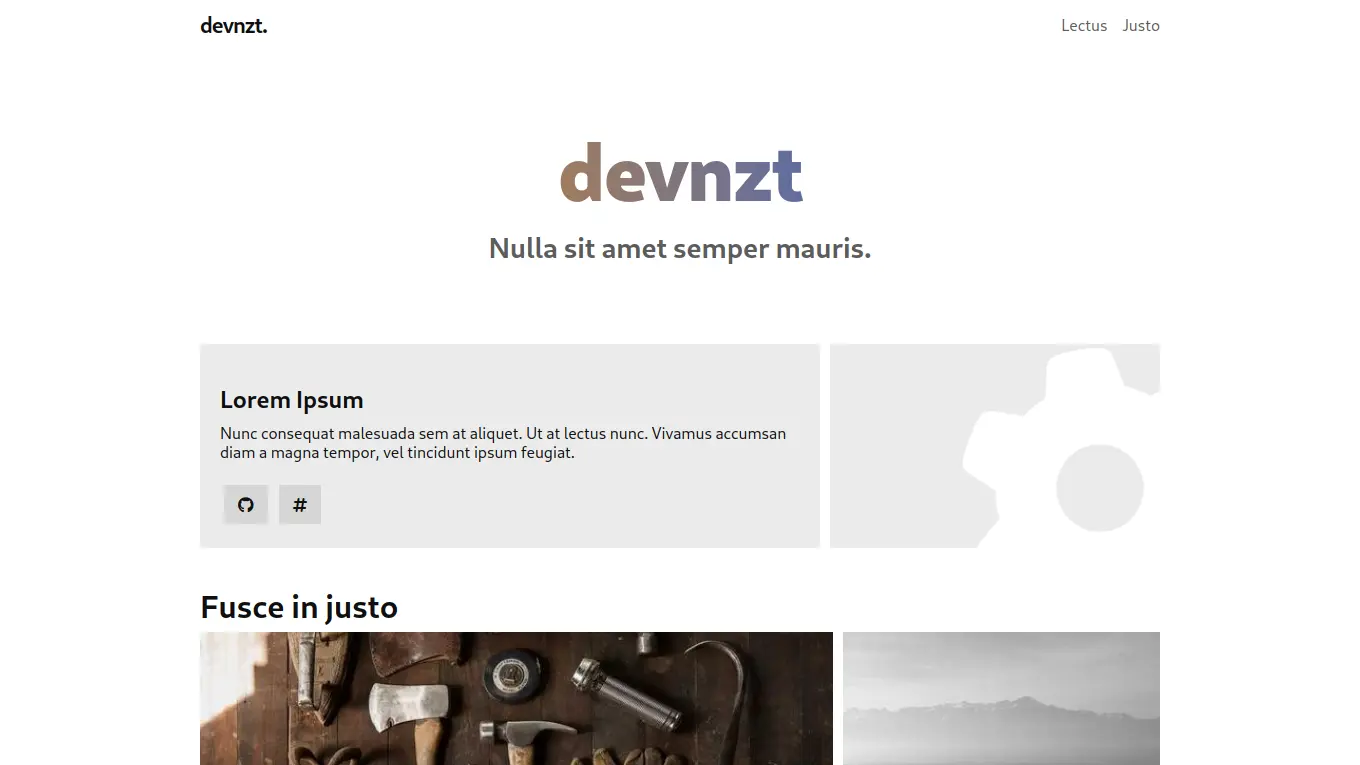 devnzt.
Lectus Justo
devnzt
Nulla sit amet semper mauris.
Lorem Ipsum
Nunc consequat malesuada sem at aliquet. Ut at lectus nunc. Vivamus accumsan
diam a magna tempor, vel tincidunt ipsum feugiat.
#
Fusce in justo